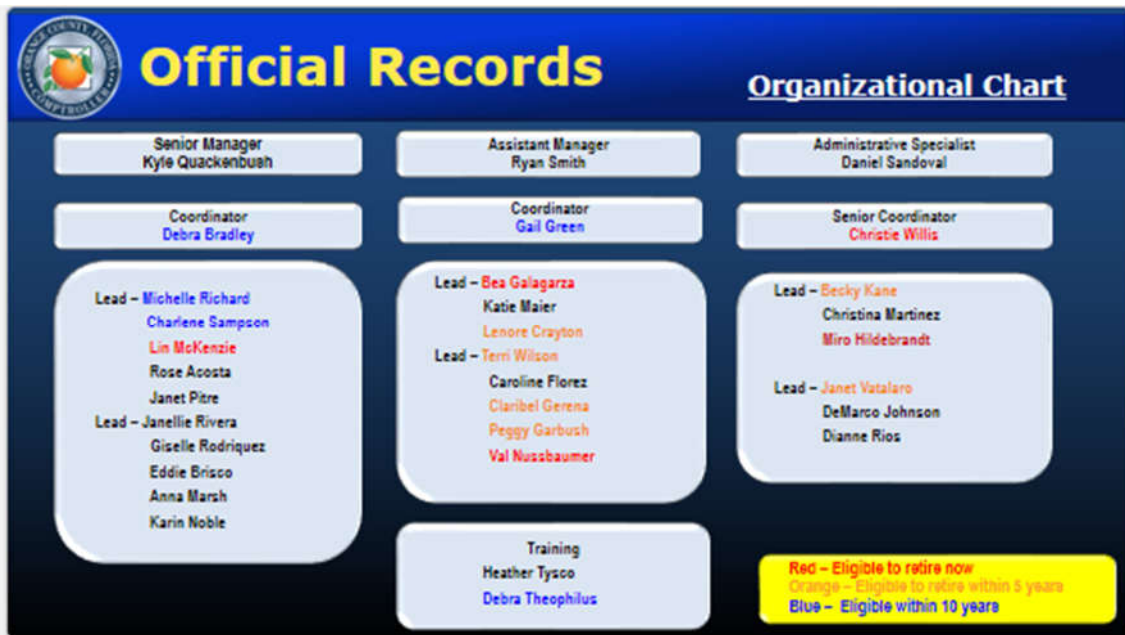 ORANGE COUNTY, FLORIDA
COMPTROLLER
Official Records
Organizational Chart
Senior Manager
Kyle Quackenbush
Assistant Manager
Ryan Smith
Administrative Specialist
Daniel Sandoval
Coordinator
Debra Bradley
Coordinator
Gail Green
Senior Coordinator
Christie Willis
Lead – Michelle Richard
Charlene Sampson
Lin McKenzie
Rose Acosta
Janet Pitre
Lead – Janellie Rivera
Giselle Rodriquez
Eddie Brisco
Anna Marsh
Karin Noble
Lead – Bea Galagarza
Katie Maier
Lenore Crayton
Lead – Terri Wilson
Caroline Florez
Claribel Gerena
Peggy Garbush
Val Nussbaumer
Lead – Becky Kane
Christina Martinez
Miro Hildebrandt
Lead – Janet Vatalaro
DeMarco Johnson
Dianne Rios
Training
Heather Tysco
Debra Theophilus
Red – Eligible to retire now
Orange – Eligible to retire within 5 years
Blue – Eligible within 10 years